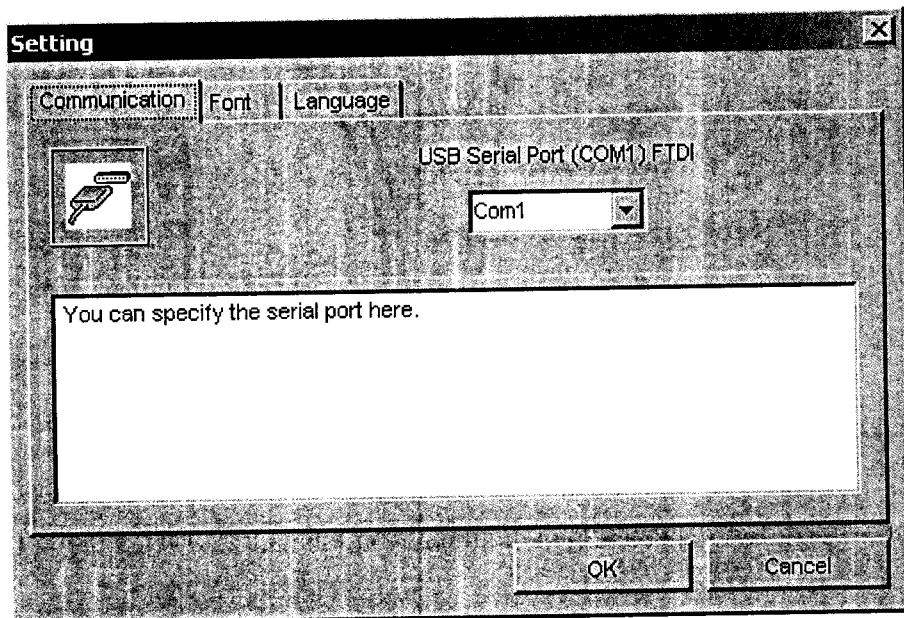 Setting
Communication Font Language
USB Serial Port (COM1) FTDI
Com1
You can specify the serial port here.
OK Cancel